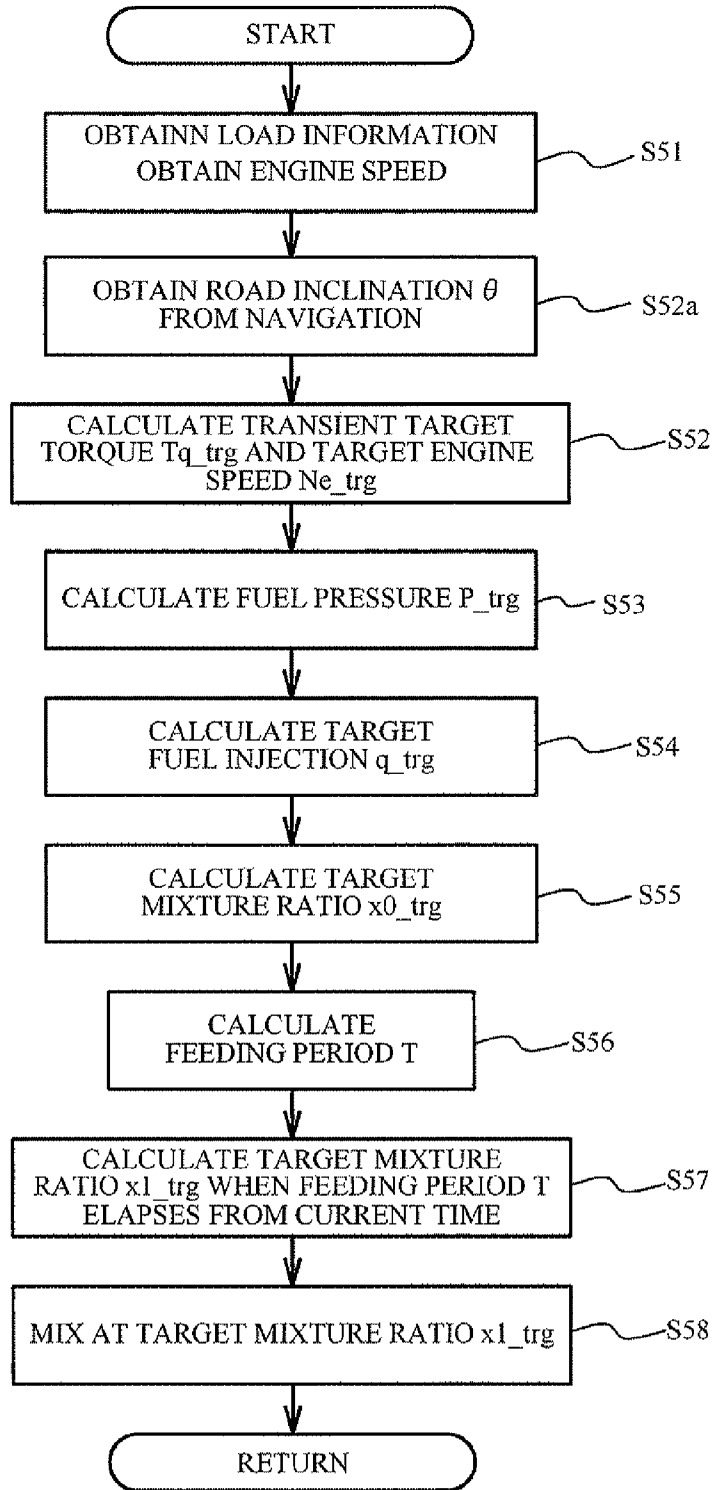 START
OBTAINN LOAD INFORMATION
OBTAIN ENGINE SPEED
S51
OBTAIN ROAD INCLINATION θ
FROM NAVIGATION
S52a
CALCULATE TRANSIENT TARGET
TORQUE Tq_trg AND TARGET ENGINE
SPEED Ne_trg
S52
CALCULATE FUEL PRESSURE P_trg
S53
CALCULATE TARGET
FUEL INJECTION q_trg
S54
CALCULATE TARGET
MIXTURE RATIO x0_trg
S55
CALCULATE
FEEDING PERIOD T
S56
CALCULATE TARGET MIXTURE
RATIO x1_trg WHEN FEEDING PERIOD T
ELAPSES FROM CURRENT TIME
S57
MIX AT TARGET MIXTURE RATIO x1_trg
S58
RETURN